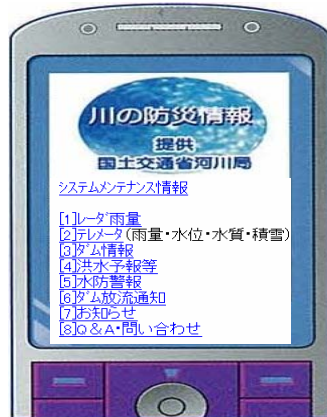 川の防災情報
提供
国土交通省河川局
システムメンテナンス情報
[1]レーダ雨量
[2]テレメータ(雨量・水位・水質・積雪)
[3]ダム情報
[4]洪水予報等
[5]水防警報
[6]ダム放流通知
[7]お知らせ
[8]Q&A・問い合わせ